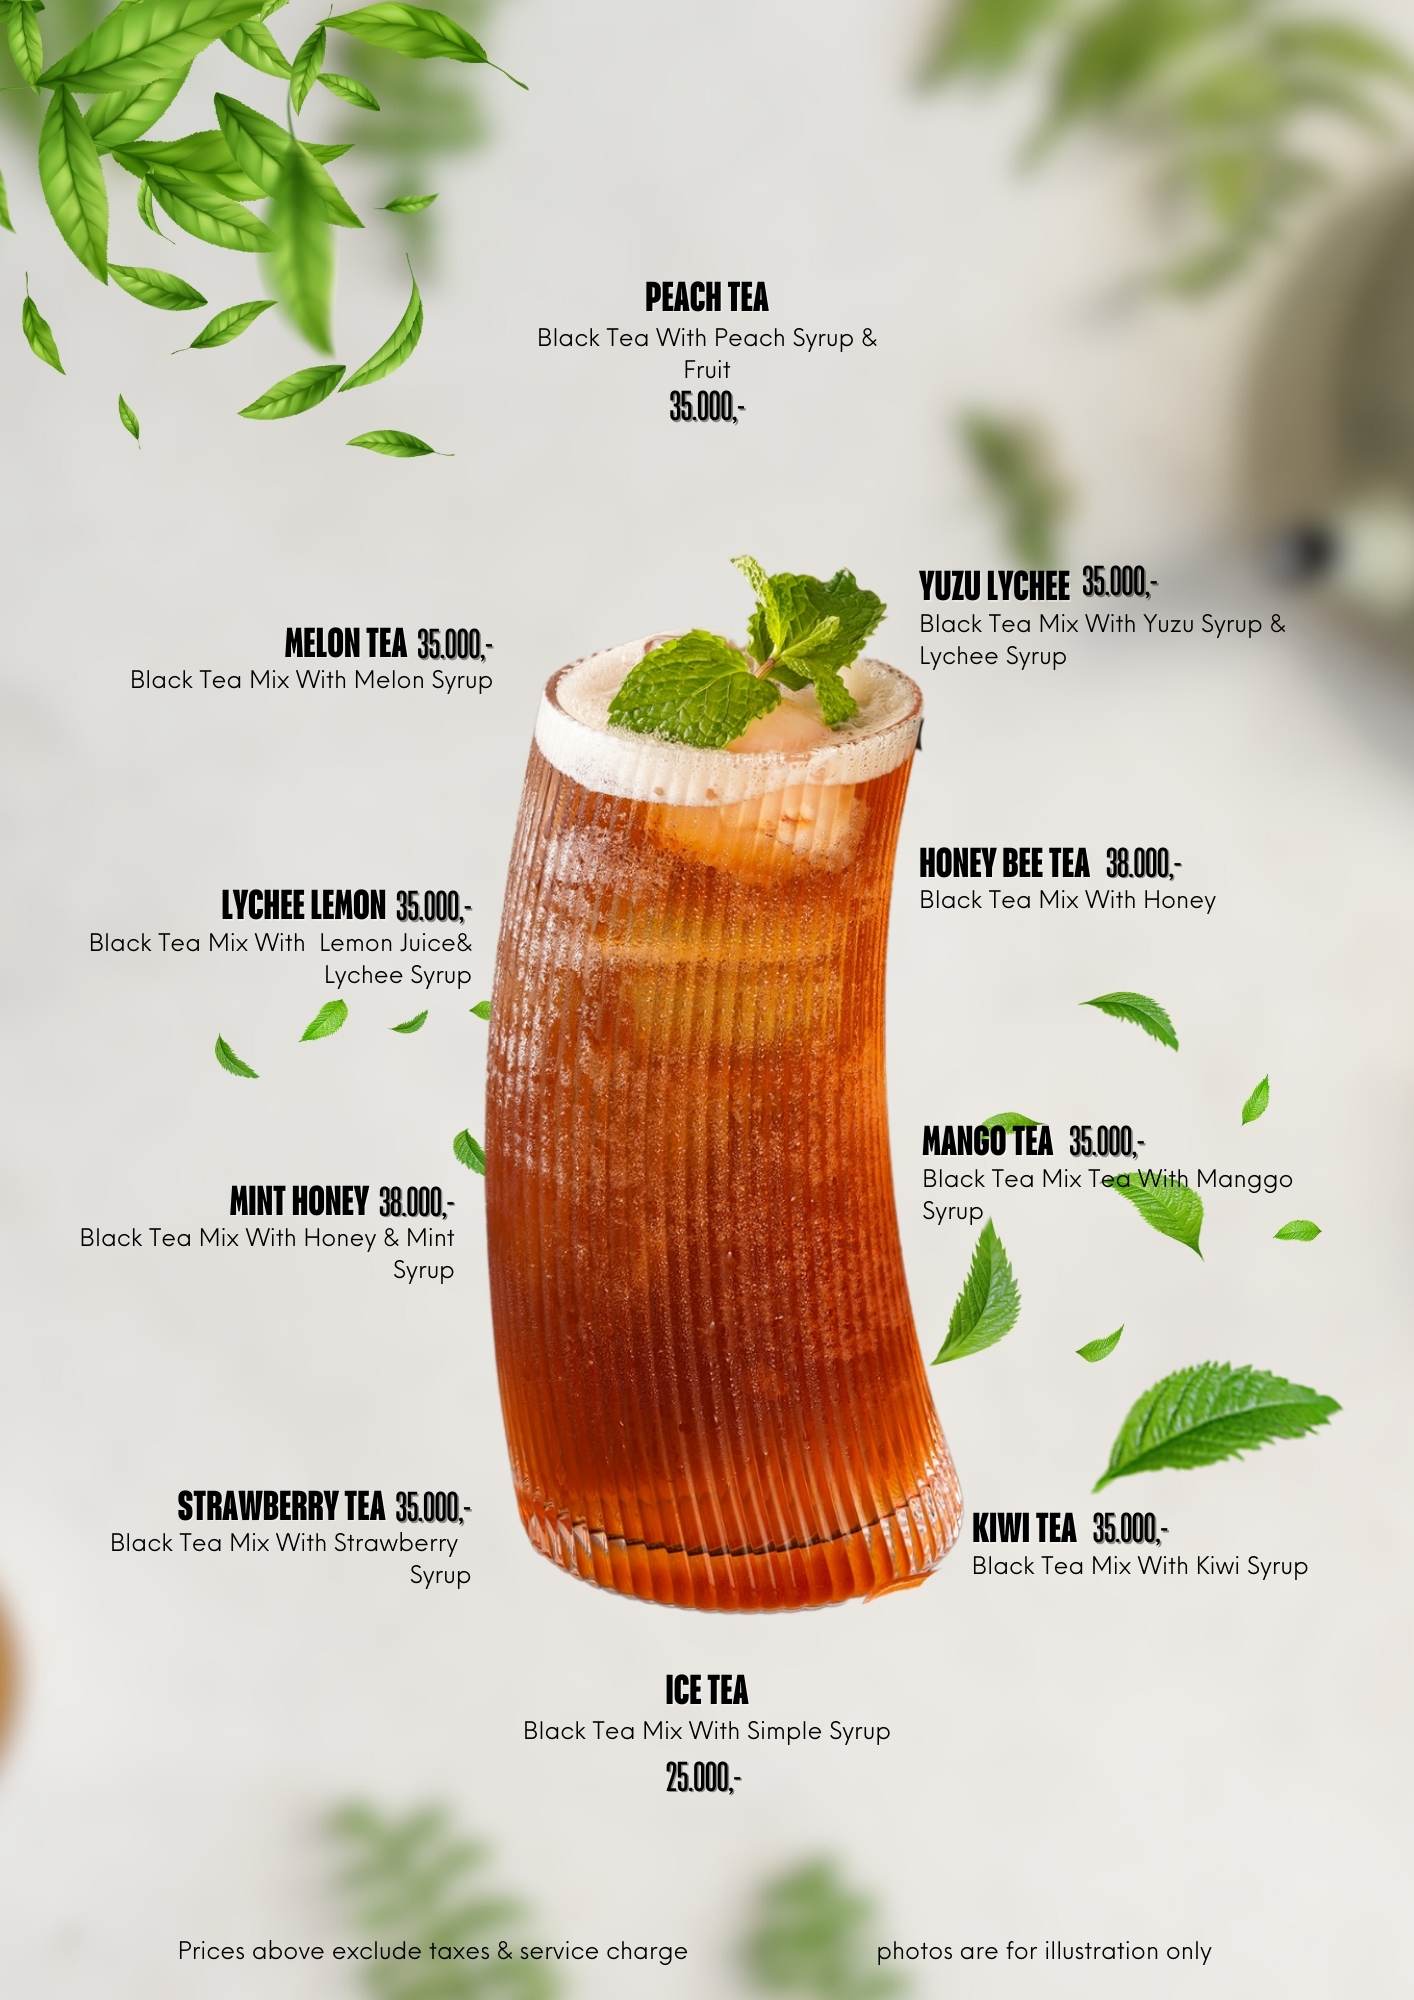 PEACH TEA
Black Tea With Peach Syrup &
Fruit
35.000,-
YUZU LYCHEE 35.000,-
Black Tea Mix With Yuzu Syrup &
Lychee Syrup
MELON TEA 35.000,-
Black Tea Mix With Melon Syrup
HONEY BEE TEA 38.000,-
Black Tea Mix With Honey
LYCHEE LEMON 35.000,-
Black Tea Mix With Lemon Juice&
Lychee Syrup
MANGO TEA 35.000,-
Black Tea Mix Tea With Manggo
Syrup
MINT HONEY 38.000,-
Black Tea Mix With Honey & Mint
Syrup
STRAWBERRY TEA 35.000,-
Black Tea Mix With Strawberry
Syrup
KIWI TEA 35.000,-
Black Tea Mix With Kiwi Syrup
ICE TEA
Black Tea Mix With Simple Syrup
25.000,-
Prices above exclude taxes & service charge
photos are for illustration only